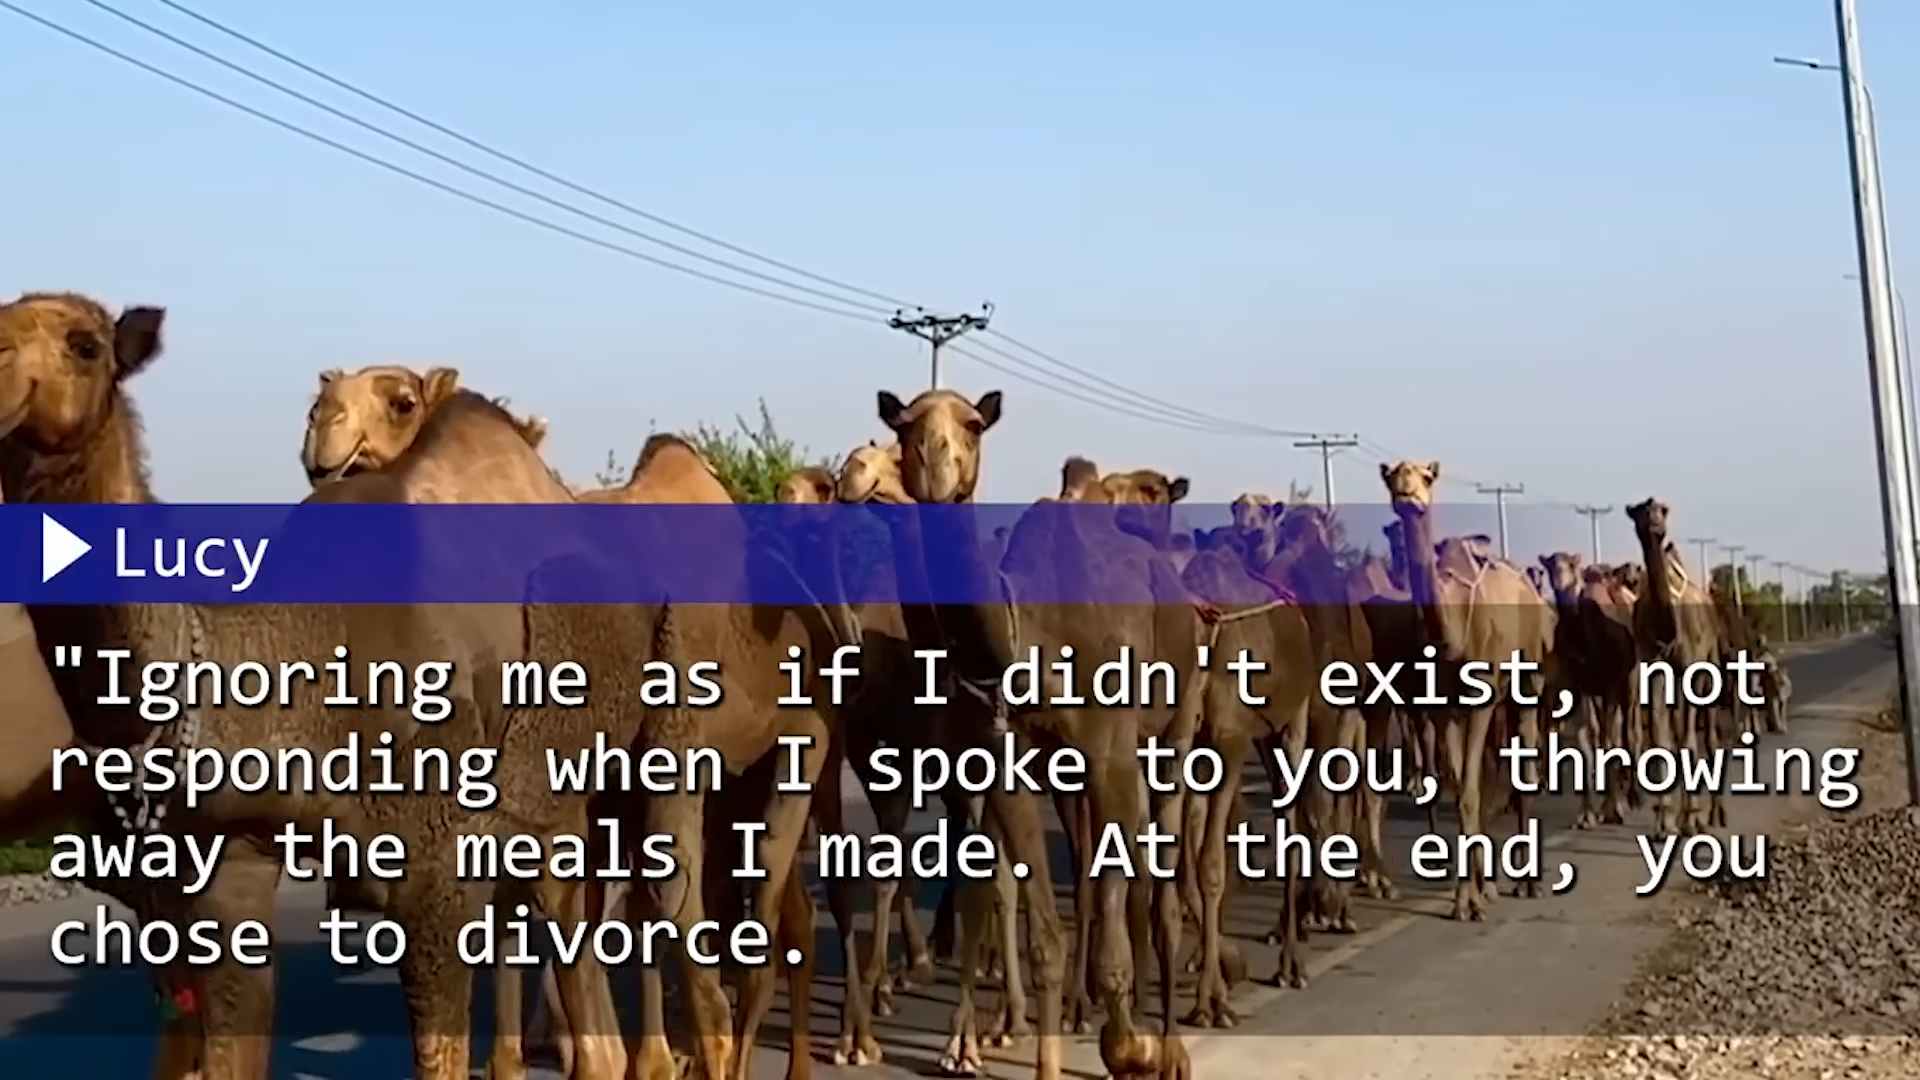 Lucy
"Ignoring me as if I didn't exist, not
responding when I spoke to you, throwing
away the meals I made. At the end, you
chose to divorce.